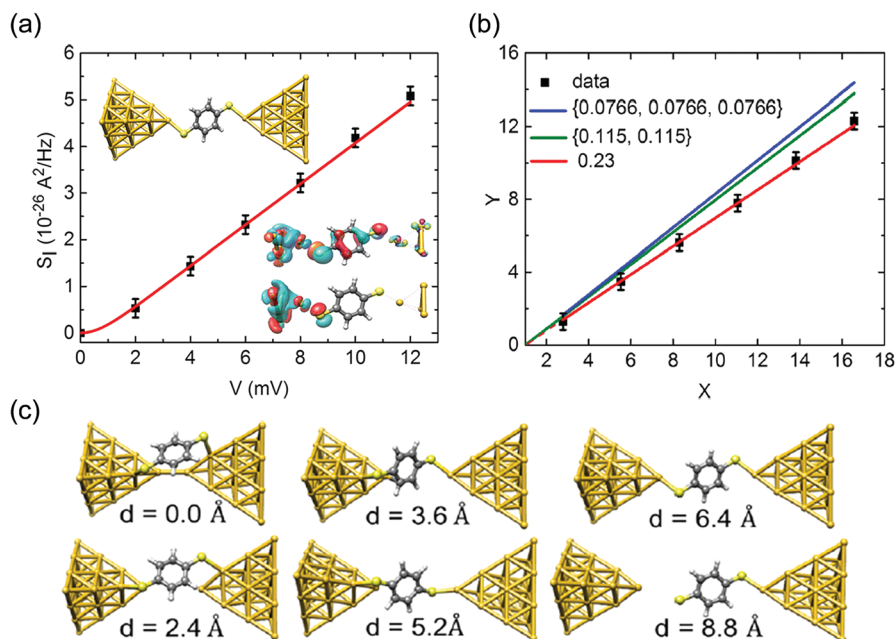 (a)
6
5
4
3
2
1
0
S_I (10^-26 A^2/Hz)
0 2 4 6 8 10 12
V (mV)
(b)
16
12
8
4
0
Y
data
{0.0766, 0.0766, 0.0766}
{0.115, 0.115}
0.23
2 4 6 8 10 12 14 16 18
X
(c)
d = 0.0 Å
d = 3.6 Å
d = 6.4 Å
d = 2.4 Å
d = 5.2Å
d = 8.8 Å